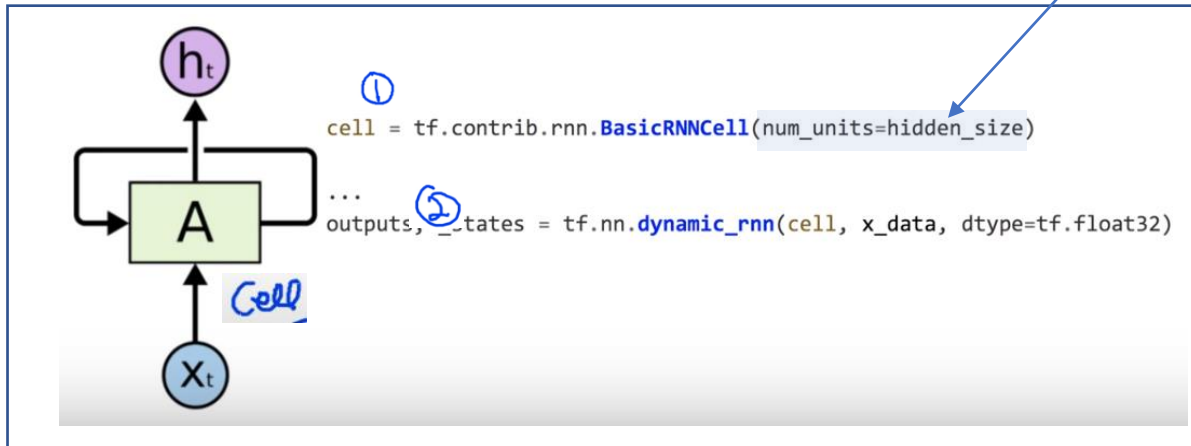 hₜ
①
cell = tf.contrib.rnn.BasicRNNCell(num_units=hidden_size)
...
②
outputs, _states = tf.nn.dynamic_rnn(cell, x_data, dtype=tf.float32)
A
Cell
Xₜ